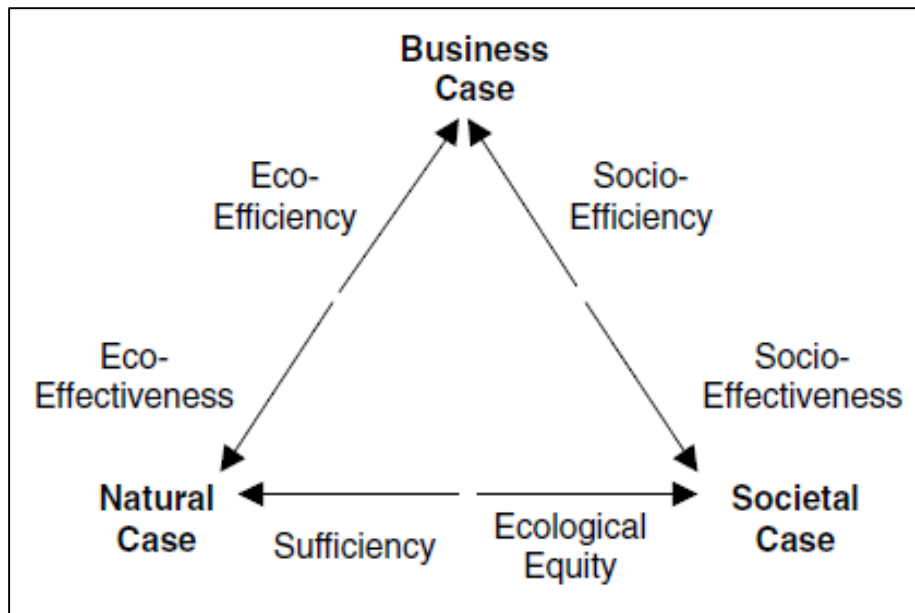 Business
Case
Eco-
Efficiency
Socio-
Efficiency
Eco-
Effectiveness
Socio-
Effectiveness
Natural
Case
Sufficiency
Ecological
Equity
Societal
Case